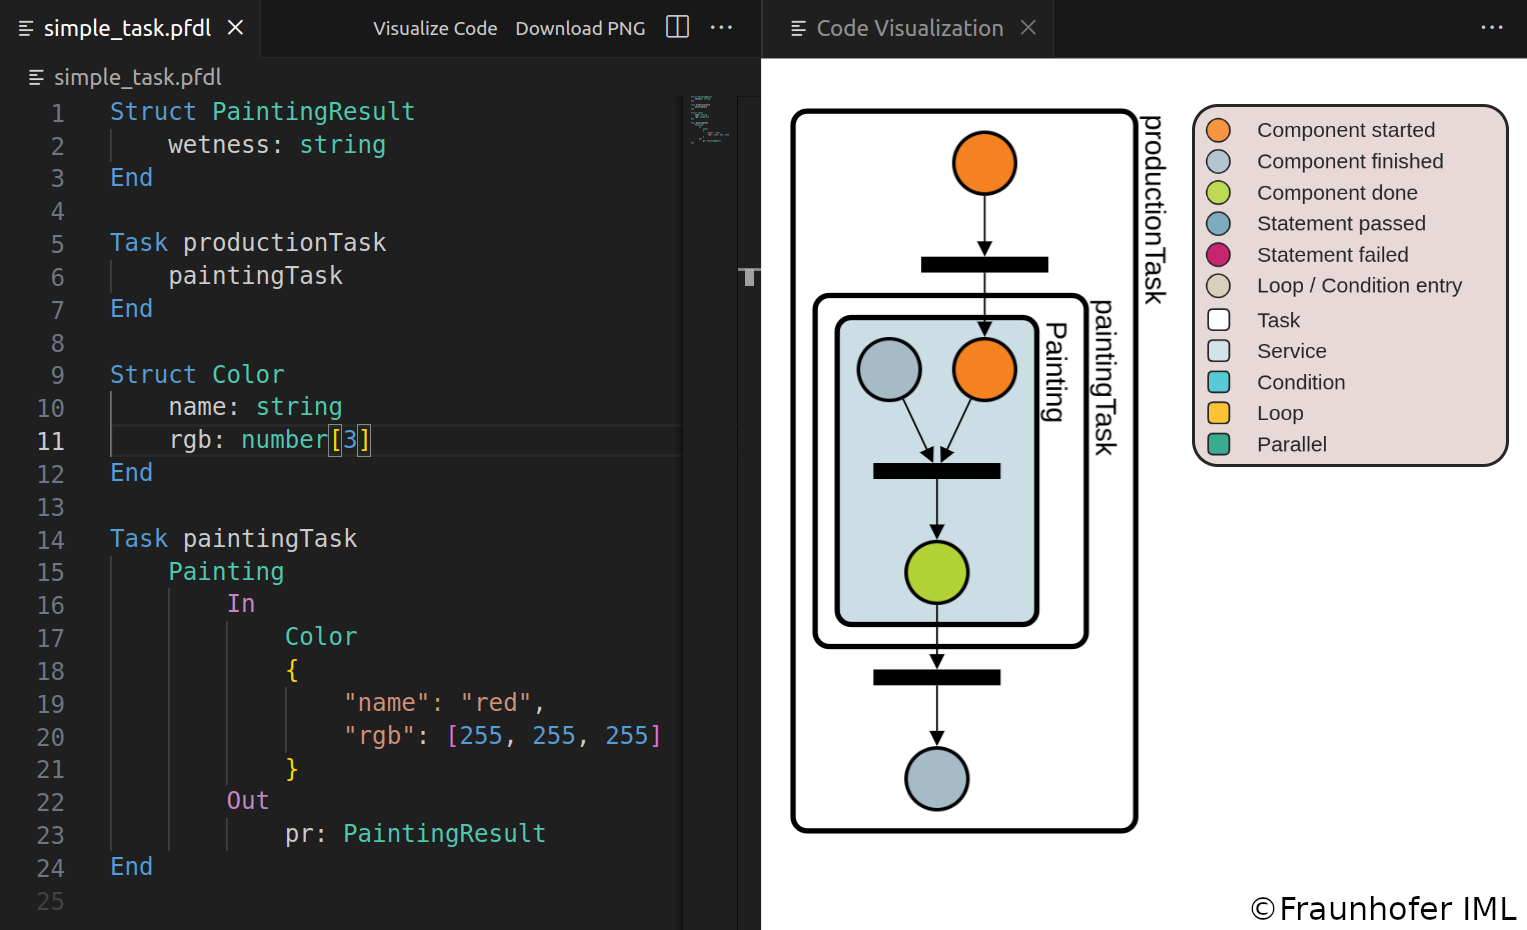 simple_task.pfdl
Visualize Code
Download PNG
Code Visualization
simple_task.pfdl
1 Struct PaintingResult
2 wetness: string
3 End
4
5 Task productionTask
6 paintingTask
7 End
8
9 Struct Color
10 name: string
11 rgb: number[3]
12 End
13
14 Task paintingTask
15 Painting
16 In
17 Color
18 {
19 "name": "red",
20 "rgb": [255, 255, 255]
21 }
22 Out
23 pr: PaintingResult
24 End
25
productionTask
paintingTask
Painting
Component started
Component finished
Component done
Statement passed
Statement failed
Loop / Condition entry
Task
Service
Condition
Loop
Parallel
©Fraunhofer IML